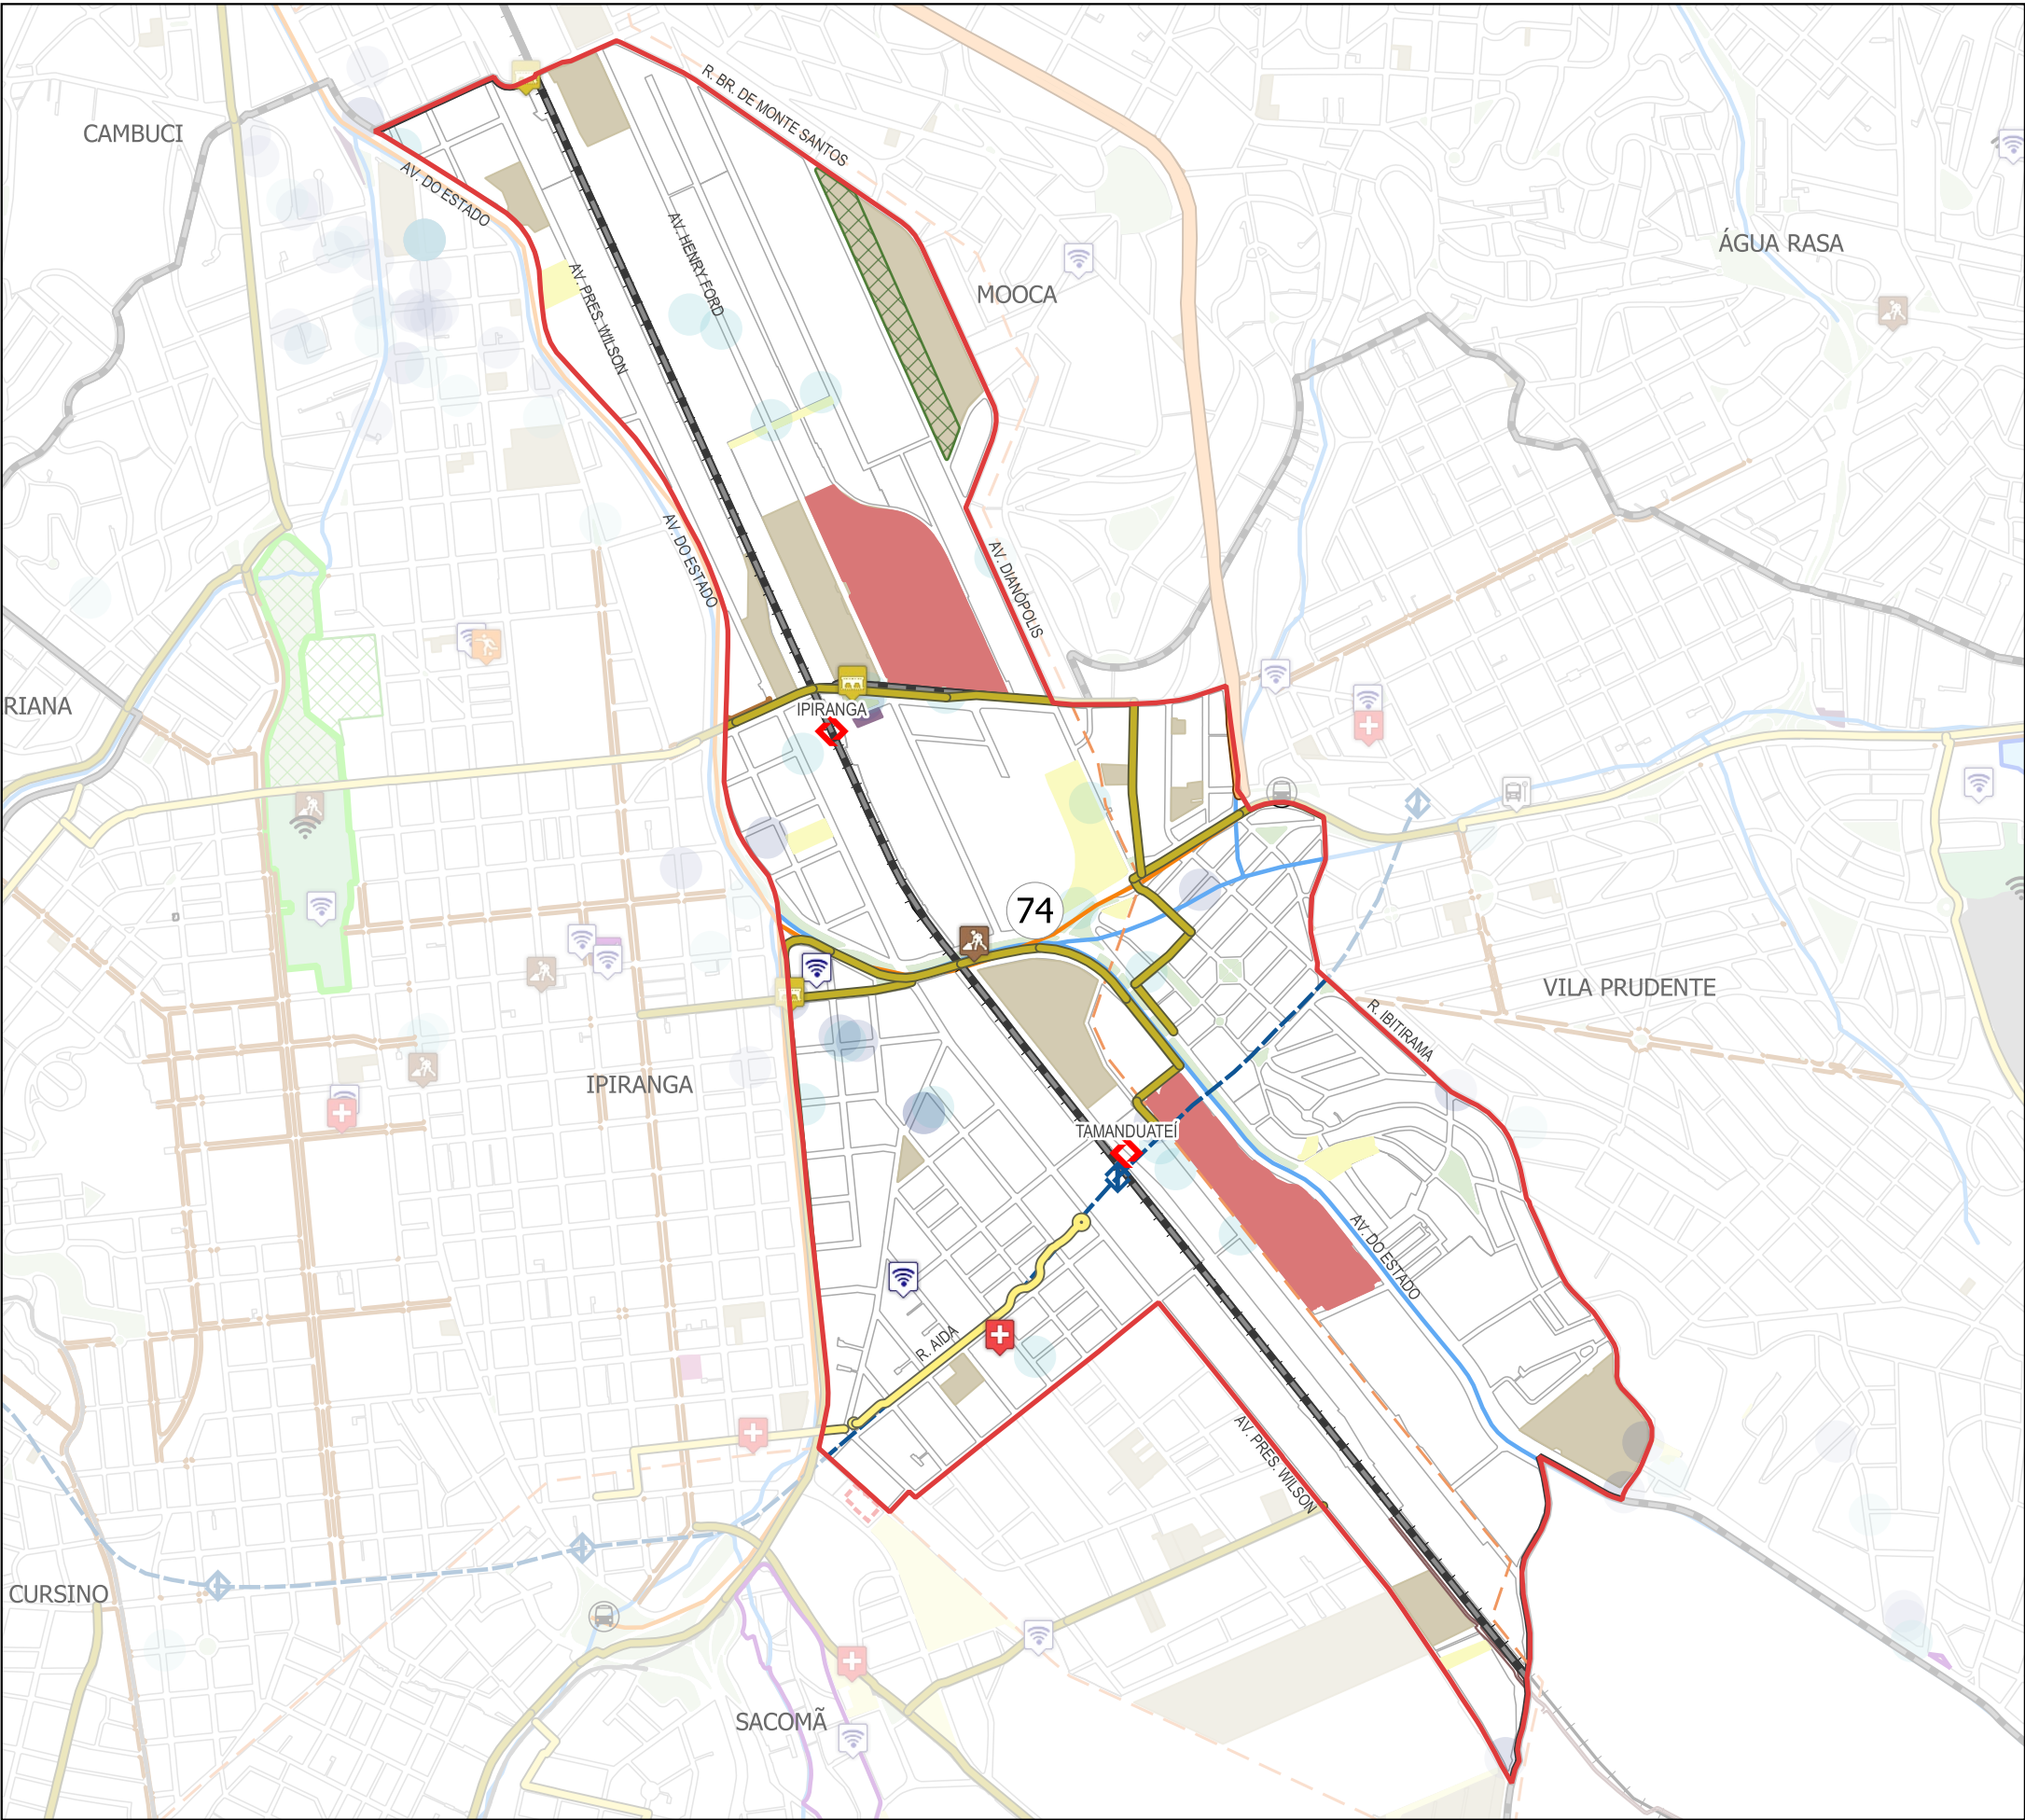 R. BR. DE MONTE SANTOS
CAMBUCI
AV. DO ESTADO
AV. HENRY FORD
ÁGUA RASA
MOOCA
AV. PRES. WILSON
AV. DO ESTADO
AV. DIANÓPOLIS
RIANA
IPIRANGA
74
VILA PRUDENTE
R. IBITIRAMA
IPIRANGA
TAMANDUATEÍ
AV. DO ESTADO
R. AIDA
AV. PRES. WILSON
CURSINO
SACOMÃ